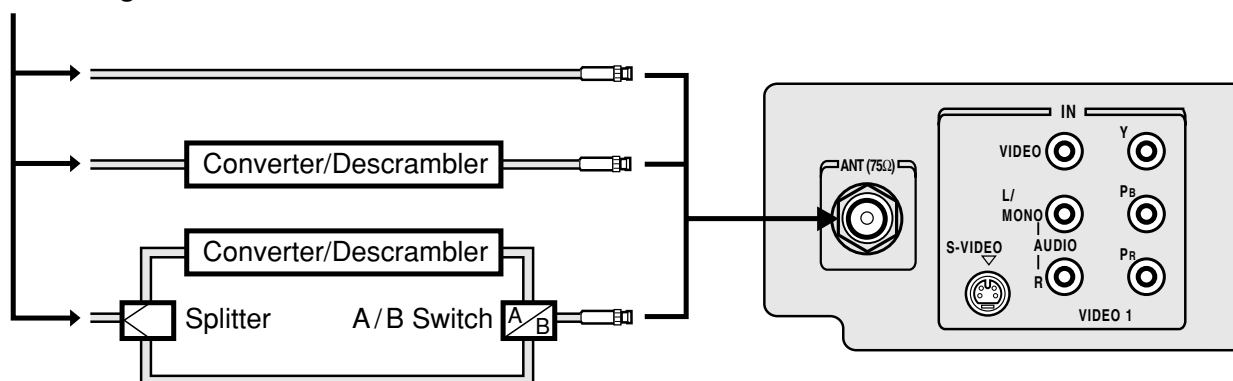 Converter/Descrambler
Converter/Descrambler
Splitter
A/B Switch
A
B
ANT (75Ω)
IN
VIDEO
Y
L/
MONO
PB
S-VIDEO
AUDIO
PR
R
VIDEO 1